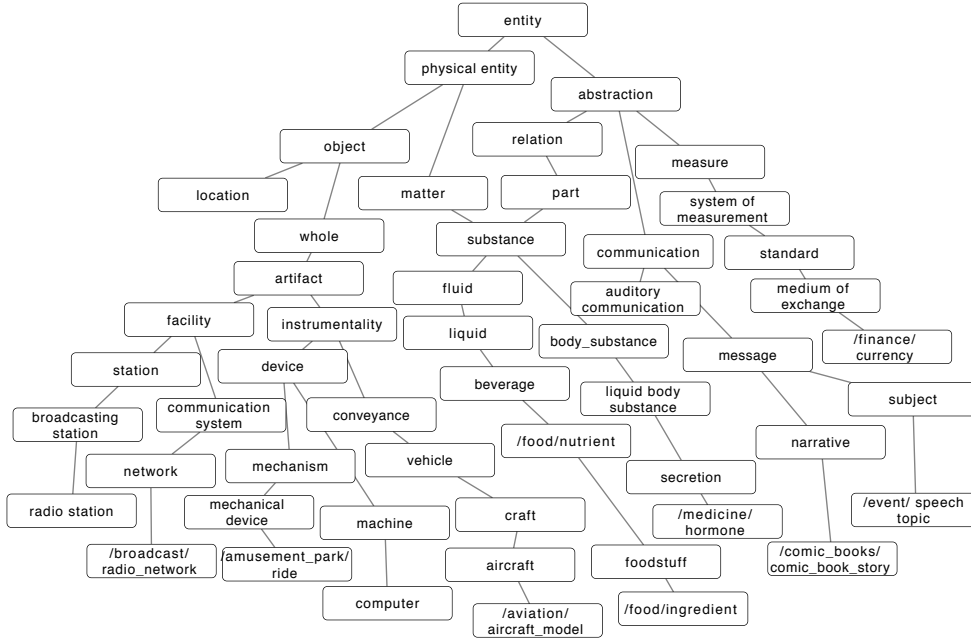 entity
physical entity
abstraction
object
relation
measure
location
matter
part
system of
measurement
whole
substance
communication
standard
artifact
fluid
auditory
communication
medium of
exchange
facility
instrumentality
liquid
body_substance
message
/finance/
currency
station
device
beverage
liquid body
substance
subject
broadcasting
station
communication
system
conveyance
/food/nutrient
narrative
network
mechanism
vehicle
secretion
radio station
mechanical
device
machine
craft
/medicine/
hormone
/event/ speech
topic
/broadcast/
radio_network
/amusement_park/
ride
aircraft
foodstuff
/comic_books/
comic_book_story
computer
/aviation/
aircraft_model
/food/ingredient